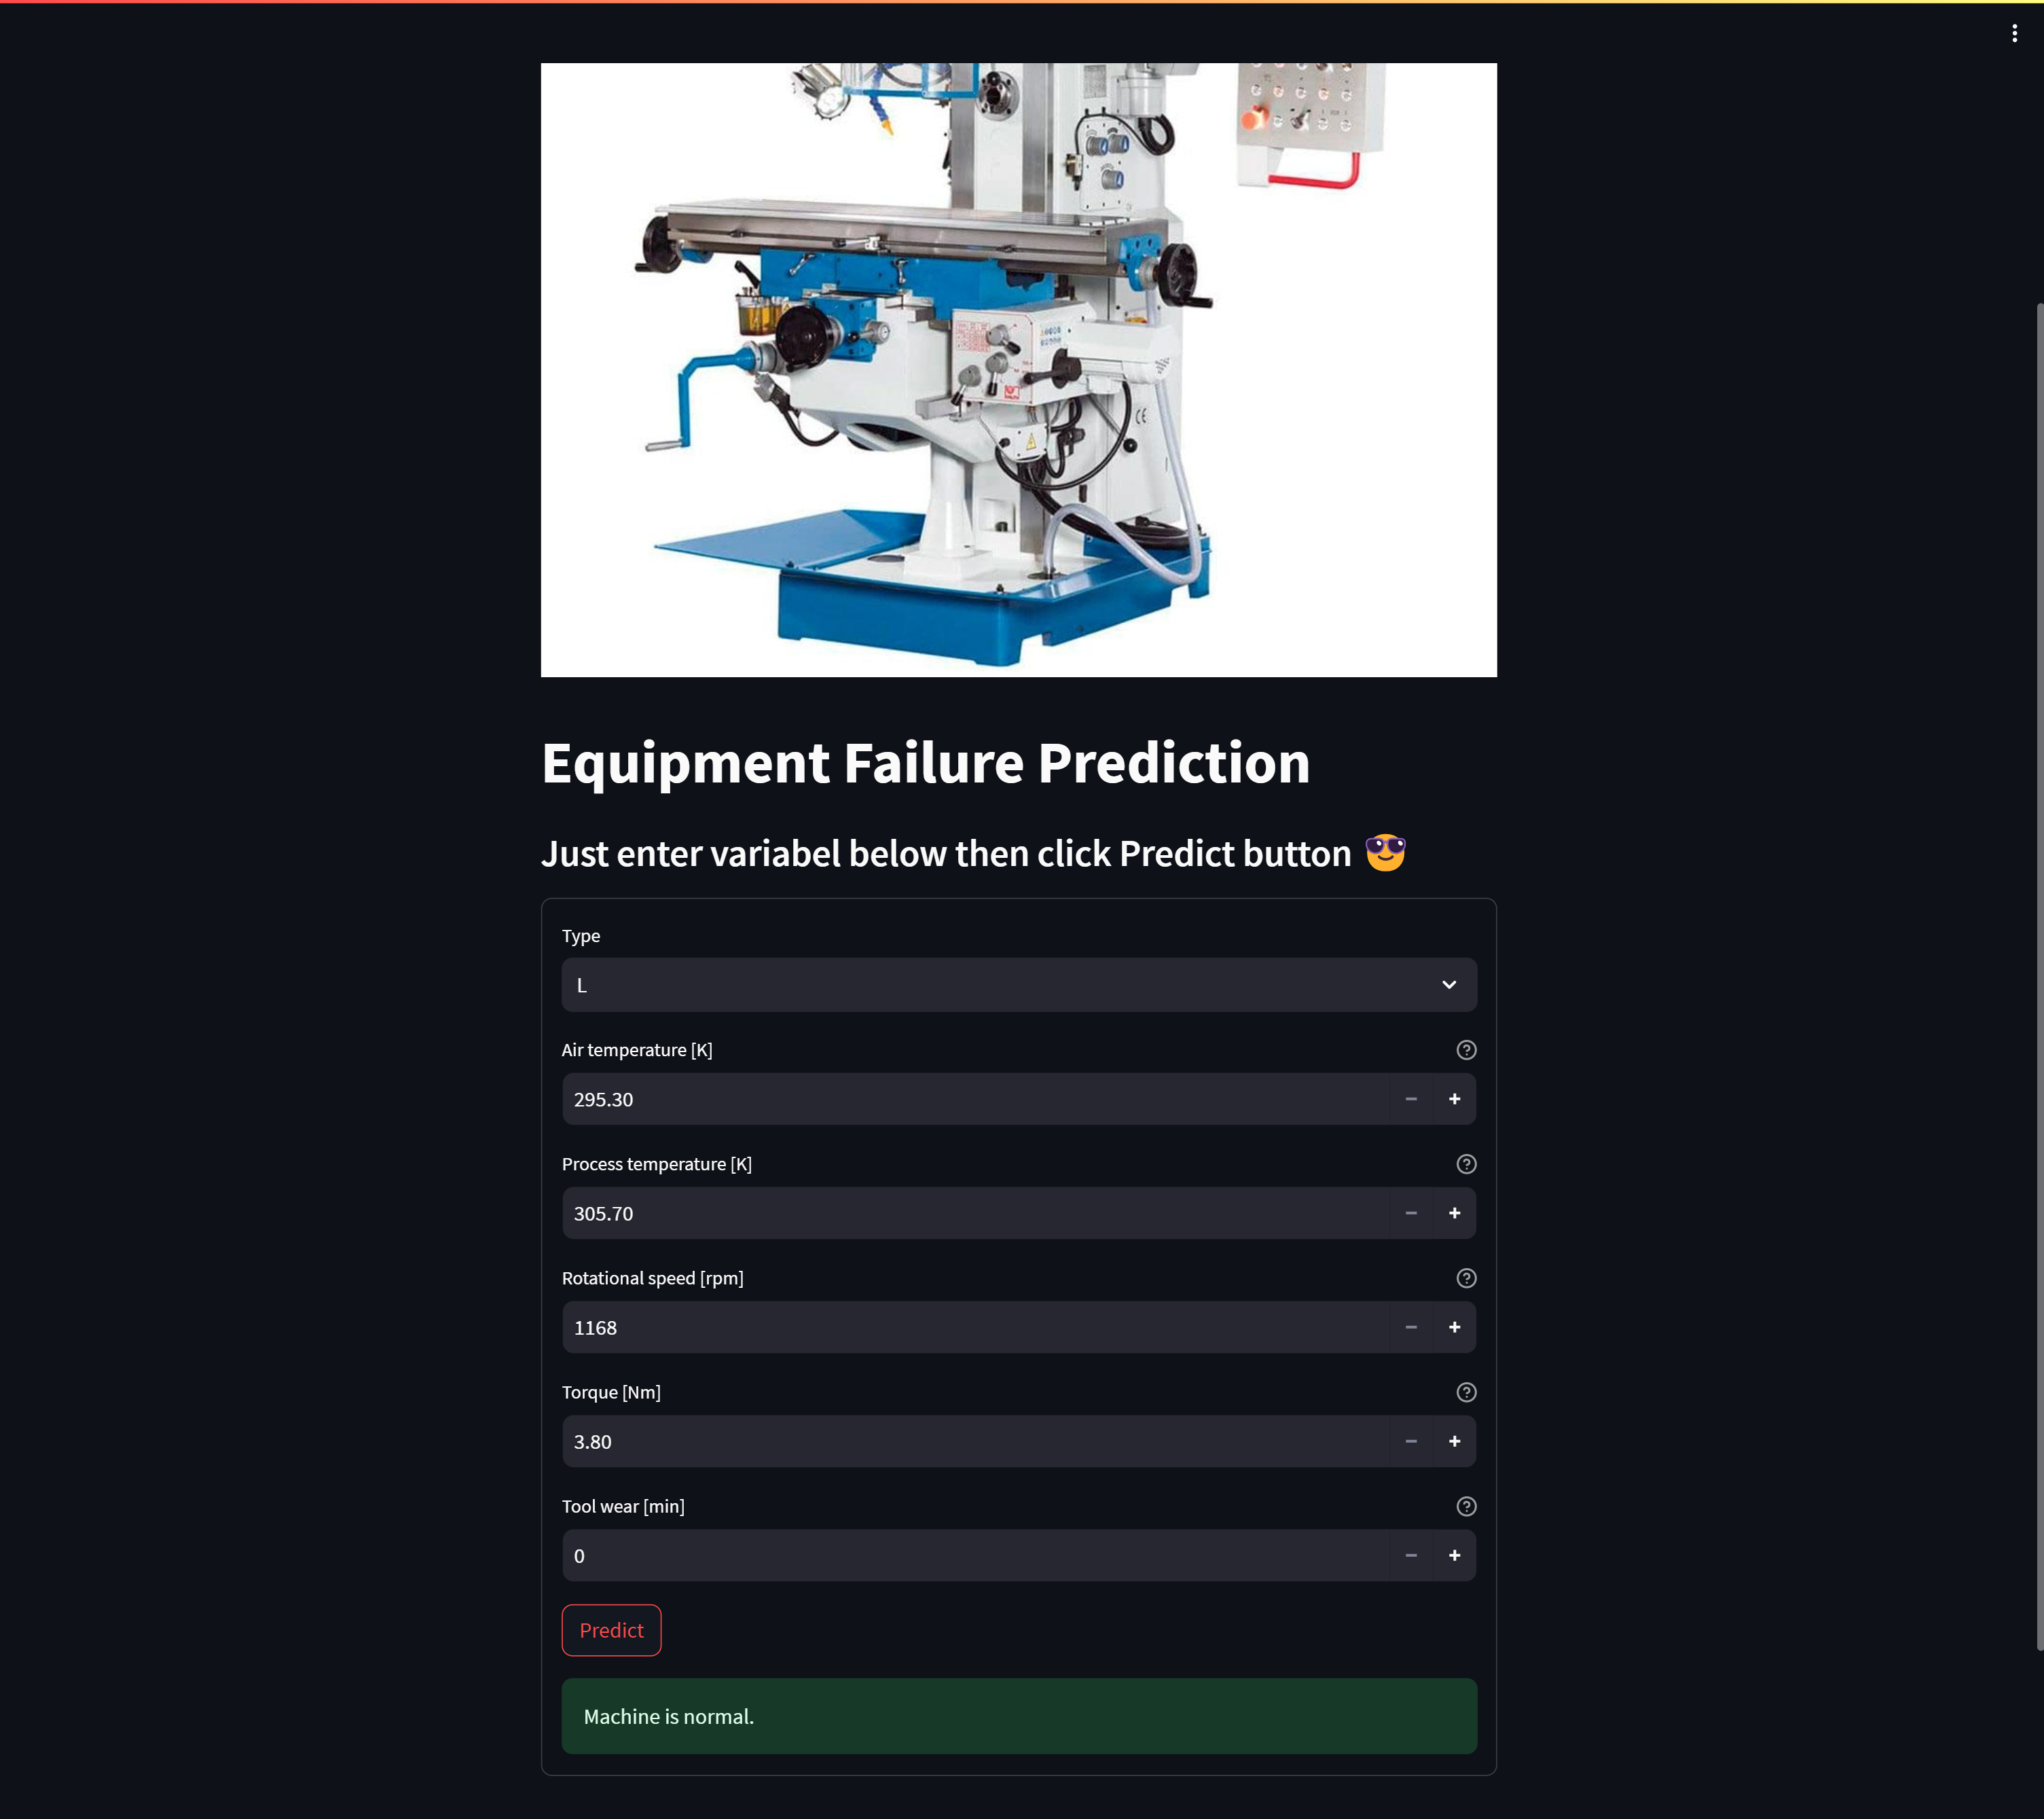 Equipment Failure Prediction
Just enter variabel below then click Predict button 😎
Type
L
Air temperature [K]
295.30
Process temperature [K]
305.70
Rotational speed [rpm]
1168
Torque [Nm]
3.80
Tool wear [min]
0
Predict
Machine is normal.